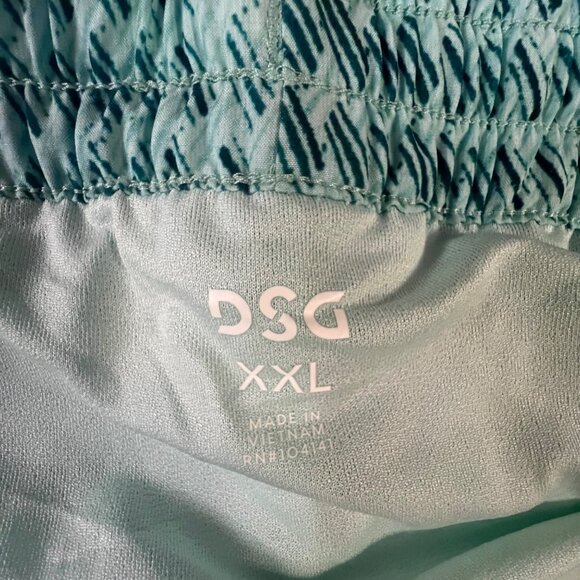 DSG
XXL
MADE IN
VIETNAM
RN#104141